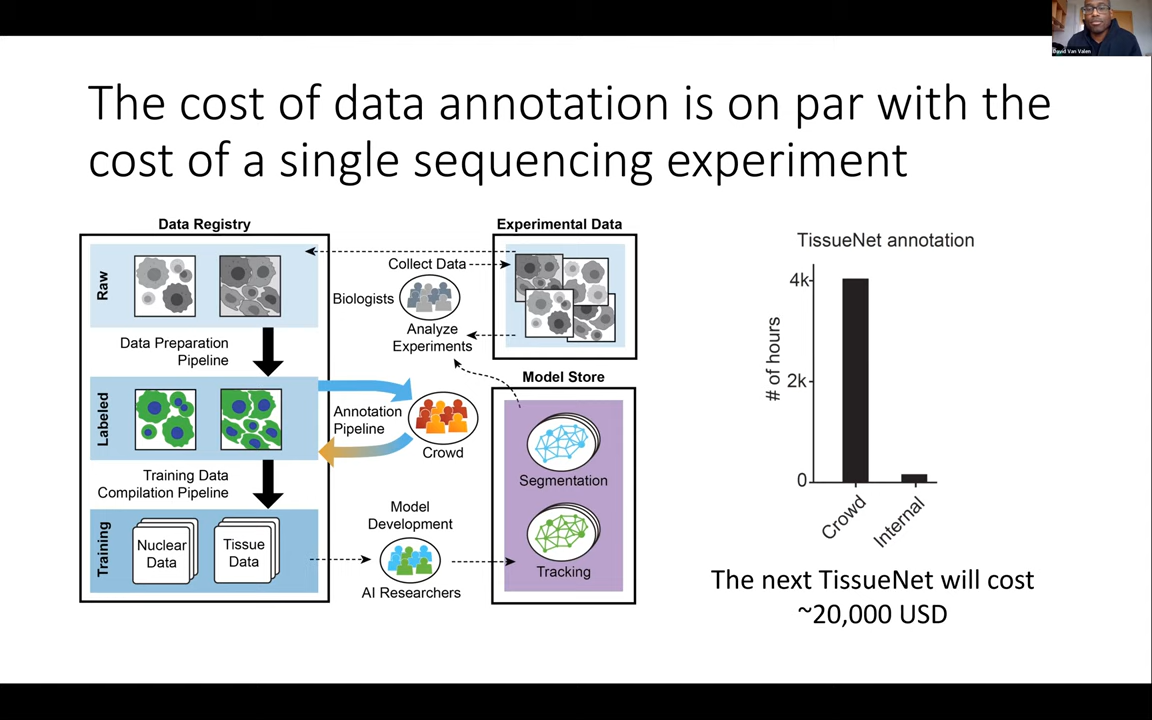 David Van Valen
The cost of data annotation is on par with the
cost of a single sequencing experiment
Data Registry
Raw
Data Preparation
Pipeline
Labeled
Training Data
Compilation Pipeline
Training
Nuclear
Data
Tissue
Data
Collect Data
Biologists
Analyze
Experiments
Annotation
Pipeline
Crowd
Model
Development
AI Researchers
Experimental Data
Model Store
Segmentation
Tracking
TissueNet annotation
# of hours
4k
2k
0
Crowd
Internal
The next TissueNet will cost
~20,000 USD